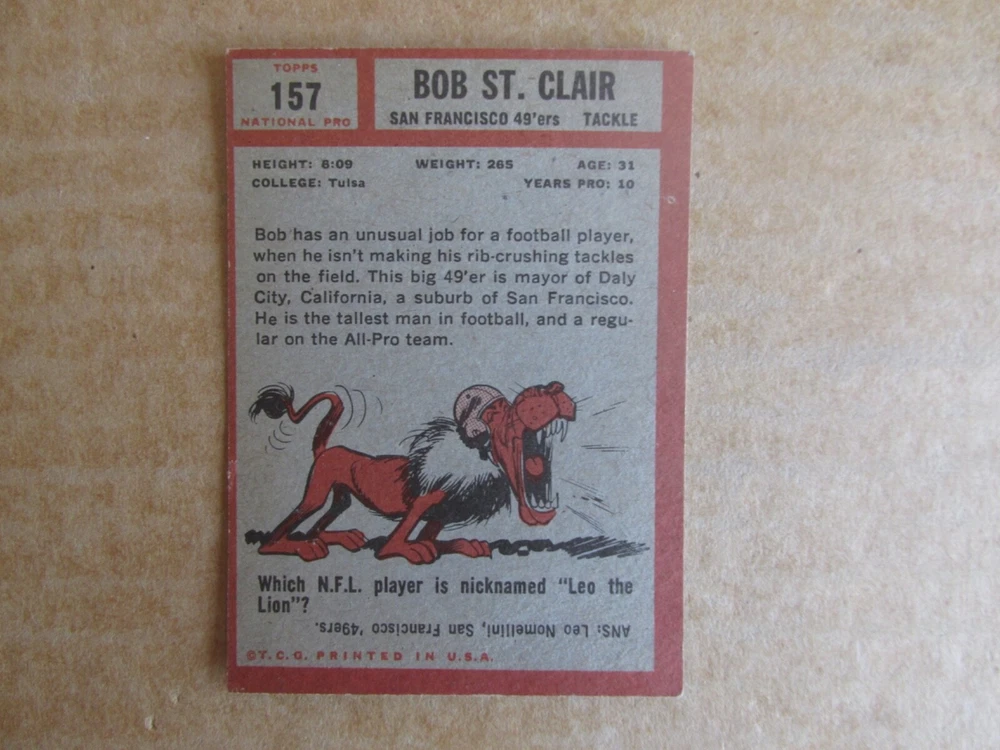 TOPPS
157
NATIONAL PRO
BOB ST. CLAIR
SAN FRANCISCO 49'ers TACKLE
HEIGHT: 6:09 WEIGHT: 265 AGE: 31
COLLEGE: Tulsa YEARS PRO: 10
Bob has an unusual job for a football player,
when he isn't making his rib-crushing tackles
on the field. This big 49'er is mayor of Daly
City, California, a suburb of San Francisco.
He is the tallest man in football, and a regu-
lar on the All-Pro team.
Which N.F.L. player is nicknamed "Leo the
Lion"?
ANS: Leo Nomellini, San Francisco '49ers.
©T.C.G. PRINTED IN U.S.A.